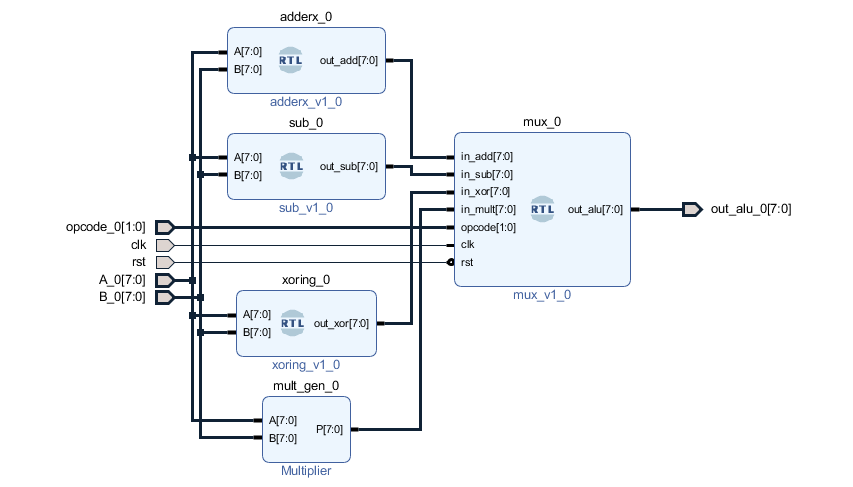 adderx_0
A[7:0]
B[7:0]
RTL
out_add[7:0]
adderx_v1_0
sub_0
A[7:0]
B[7:0]
RTL
out_sub[7:0]
sub_v1_0
mux_0
in_add[7:0]
in_sub[7:0]
in_xor[7:0]
in_mult[7:0]
opcode[1:0]
clk
rst
RTL
out_alu[7:0]
mux_v1_0
out_alu_0[7:0]
opcode_0[1:0]
clk
rst
A_0[7:0]
B_0[7:0]
xoring_0
A[7:0]
B[7:0]
RTL
out_xor[7:0]
xoring_v1_0
mult_gen_0
A[7:0]
B[7:0]
P[7:0]
Multiplier